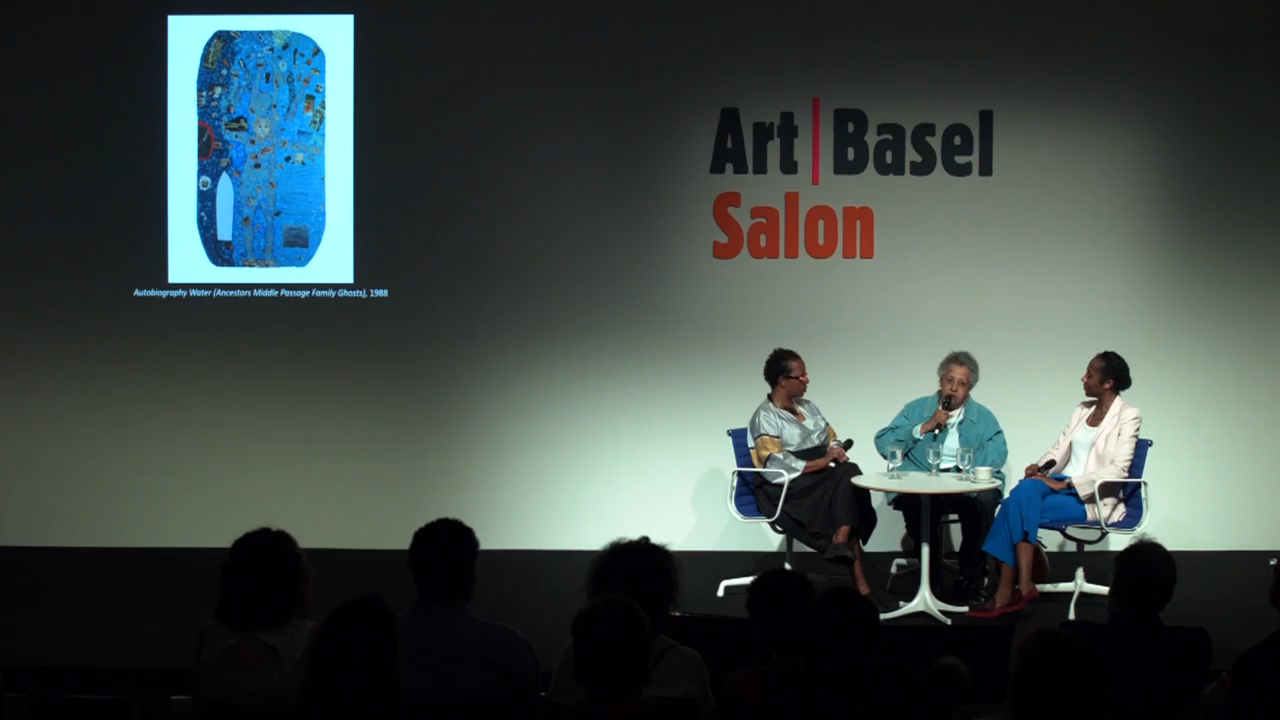 Art | Basel
Salon
Autobiography Water (Ancestors Middle Passage Family Ghosts), 1988